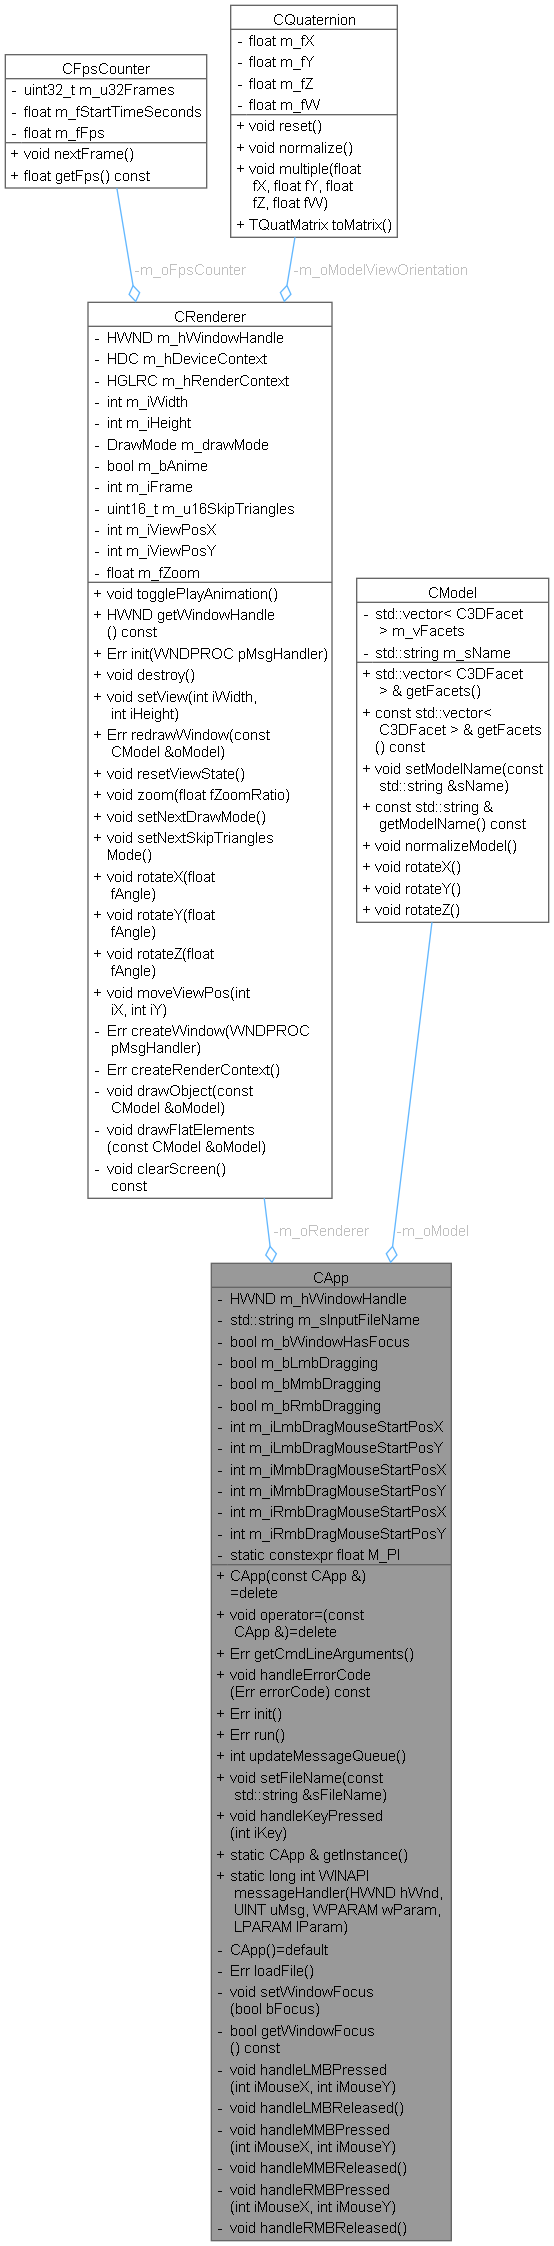 CQuaternion
- float m_fX
- float m_fY
- float m_fZ
- float m_fW
+ void reset()
+ void normalize()
+ void multiple(float
fX, float fY, float
fZ, float fW)
+ TQuatMatrix toMatrix()
CFpsCounter
- uint32_t m_u32Frames
- float m_fStartTimeSeconds
- float m_fFps
+ void nextFrame()
+ float getFps() const
-m_oFpsCounter
-m_oModelViewOrientation
CRenderer
- HWND m_hWindowHandle
- HDC m_hDeviceContext
- HGLRC m_hRenderContext
- int m_iWidth
- int m_iHeight
- DrawMode m_drawMode
- bool m_bAnime
- int m_iFrame
- uint16_t m_u16SkipTriangles
- int m_iViewPosX
- int m_iViewPosY
- float m_fZoom
+ void togglePlayAnimation()
+ HWND getWindowHandle
() const
+ Err init(WNDPROC pMsgHandler)
+ void destroy()
+ void setView(int iWidth,
int iHeight)
+ Err redrawWindow(const
CModel &oModel)
+ void resetViewState()
+ void zoom(float fZoomRatio)
+ void setNextDrawMode()
+ void setNextSkipTriangles
Mode()
+ void rotateX(float
fAngle)
+ void rotateY(float
fAngle)
+ void rotateZ(float
fAngle)
+ void moveViewPos(int
iX, int iY)
- Err createWindow(WNDPROC
pMsgHandler)
- Err createRenderContext()
- void drawObject(const
CModel &oModel)
- void drawFlatElements
(const CModel &oModel)
- void clearScreen()
const
CModel
- std::vector< C3DFacet
> m_vFacets
- std::string m_sName
+ std::vector< C3DFacet
> & getFacets()
+ const std::vector<
C3DFacet > & getFacets
() const
+ void setModelName(const
std::string &sName)
+ const std::string &
getModelName() const
+ void normalizeModel()
+ void rotateX()
+ void rotateY()
+ void rotateZ()
-m_oRenderer
-m_oModel
CApp
- HWND m_hWindowHandle
- std::string m_sInputFileName
- bool m_bWindowHasFocus
- bool m_bLmbDragging
- bool m_bMmbDragging
- bool m_bRmbDragging
- int m_iLmbDragMouseStartPosX
- int m_iLmbDragMouseStartPosY
- int m_iMmbDragMouseStartPosX
- int m_iMmbDragMouseStartPosY
- int m_iRmbDragMouseStartPosX
- int m_iRmbDragMouseStartPosY
- static constexpr float M_PI
+ CApp(const CApp &)
=delete
+ void operator=(const
CApp &)=delete
+ Err getCmdLineArguments()
+ void handleErrorCode
(Err errorCode) const
+ Err init()
+ Err run()
+ int updateMessageQueue()
+ void setFileName(const
std::string &sFileName)
+ void handleKeyPressed
(int iKey)
+ static CApp & getInstance()
+ static long int WINAPI
messageHandler(HWND hWnd,
UINT uMsg, WPARAM wParam,
LPARAM lParam)
- CApp()=default
- Err loadFile()
- void setWindowFocus
(bool bFocus)
- bool getWindowFocus
() const
- void handleLMBPressed
(int iMouseX, int iMouseY)
- void handleLMBReleased()
- void handleMMBPressed
(int iMouseX, int iMouseY)
- void handleMMBReleased()
- void handleRMBPressed
(int iMouseX, int iMouseY)
- void handleRMBReleased()